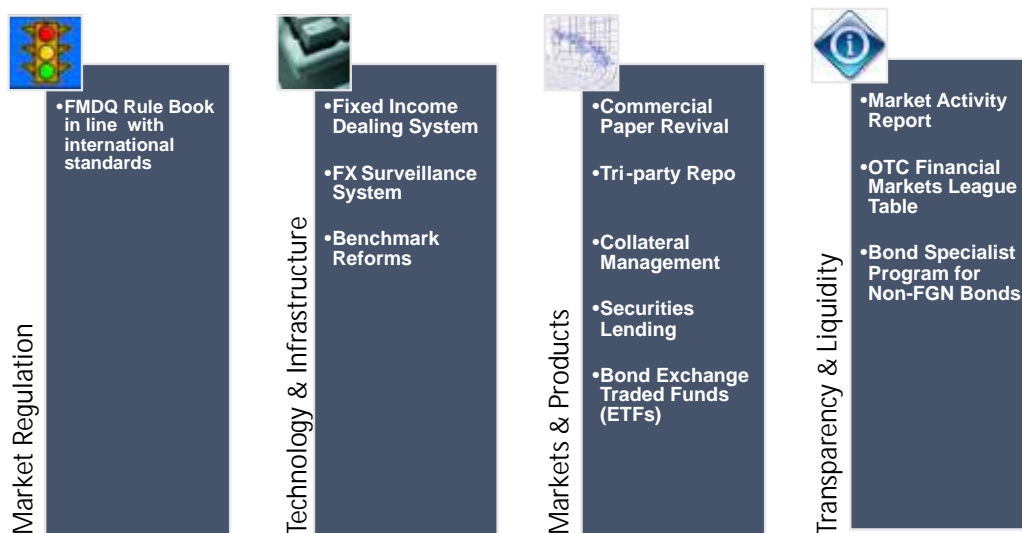 Market Regulation
•FMDQ Rule Book
in line with
international
standards
Technology & Infrastructure
•Fixed Income
Dealing System
•FX Surveillance
System
•Benchmark
Reforms
Markets & Products
•Commercial
Paper Revival
•Tri-party Repo
•Collateral
Management
•Securities
Lending
•Bond Exchange
Traded Funds
(ETFs)
Transparency & Liquidity
•Market Activity
Report
•OTC Financial
Markets League
Table
•Bond Specialist
Program for
Non-FGN Bonds